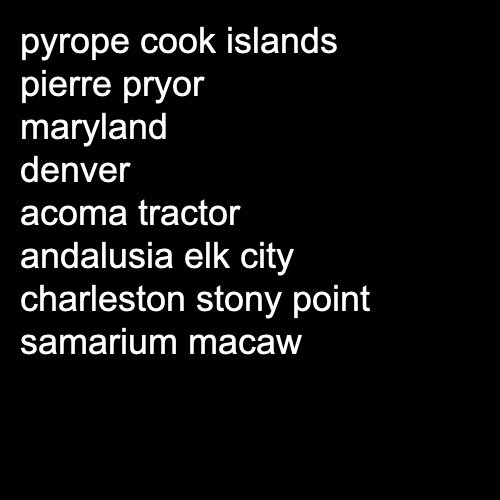 pyrope cook islands
pierre pryor
maryland
denver
acoma tractor
andalusia elk city
charleston stony point
samarium macaw